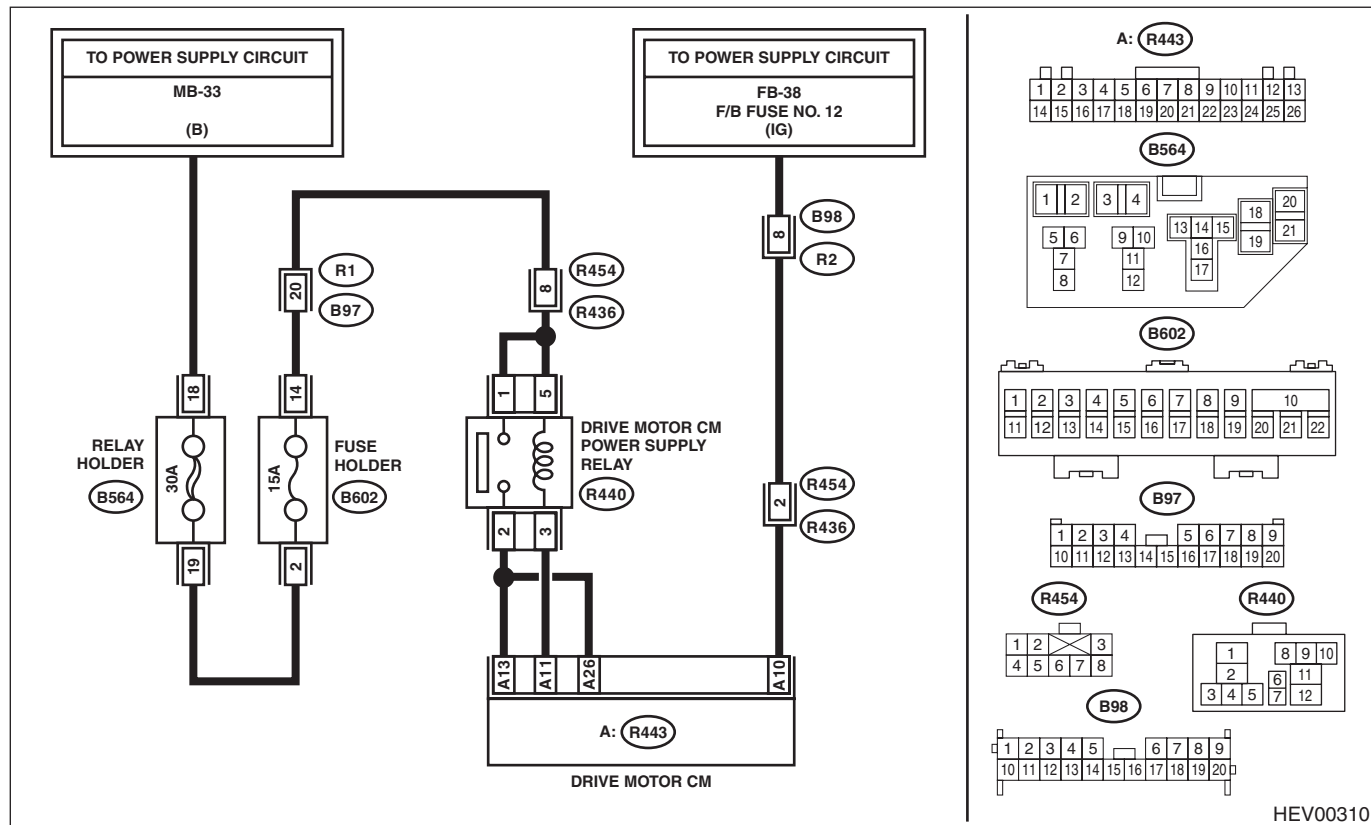 TO POWER SUPPLY CIRCUIT
MB-33
(B)
TO POWER SUPPLY CIRCUIT
FB-38
F/B FUSE NO. 12
(IG)
8
B98
R2
20
R1
B97
8
R454
R436
18
14
1 5
RELAY
HOLDER
B564
30A
15A
FUSE
HOLDER
B602
DRIVE MOTOR CM
POWER SUPPLY
RELAY
R440
2
R454
R436
19
2
2 3
A13 A11 A26 A10
A: R443
DRIVE MOTOR CM
A: R443
1 2 3 4 5 6 7 8 9 10 11 12 13
14 15 16 17 18 19 20 21 22 23 24 25 26
B564
1 2 3 4
18 20
13 14 15 21
5 6 9 10 19
7 11 16
8 12 17
B602
1 2 3 4 5 6 7 8 9 10
11 12 13 14 15 16 17 18 19 20 21 22
B97
1 2 3 4 5 6 7 8 9
10 11 12 13 14 15 16 17 18 19 20
R454
1 2 3
4 5 6 7 8
R440
1 8 9 10
2 6 11
3 4 5 7 12
B98
1 2 3 4 5 6 7 8 9
10 11 12 13 14 15 16 17 18 19 20
HEV00310